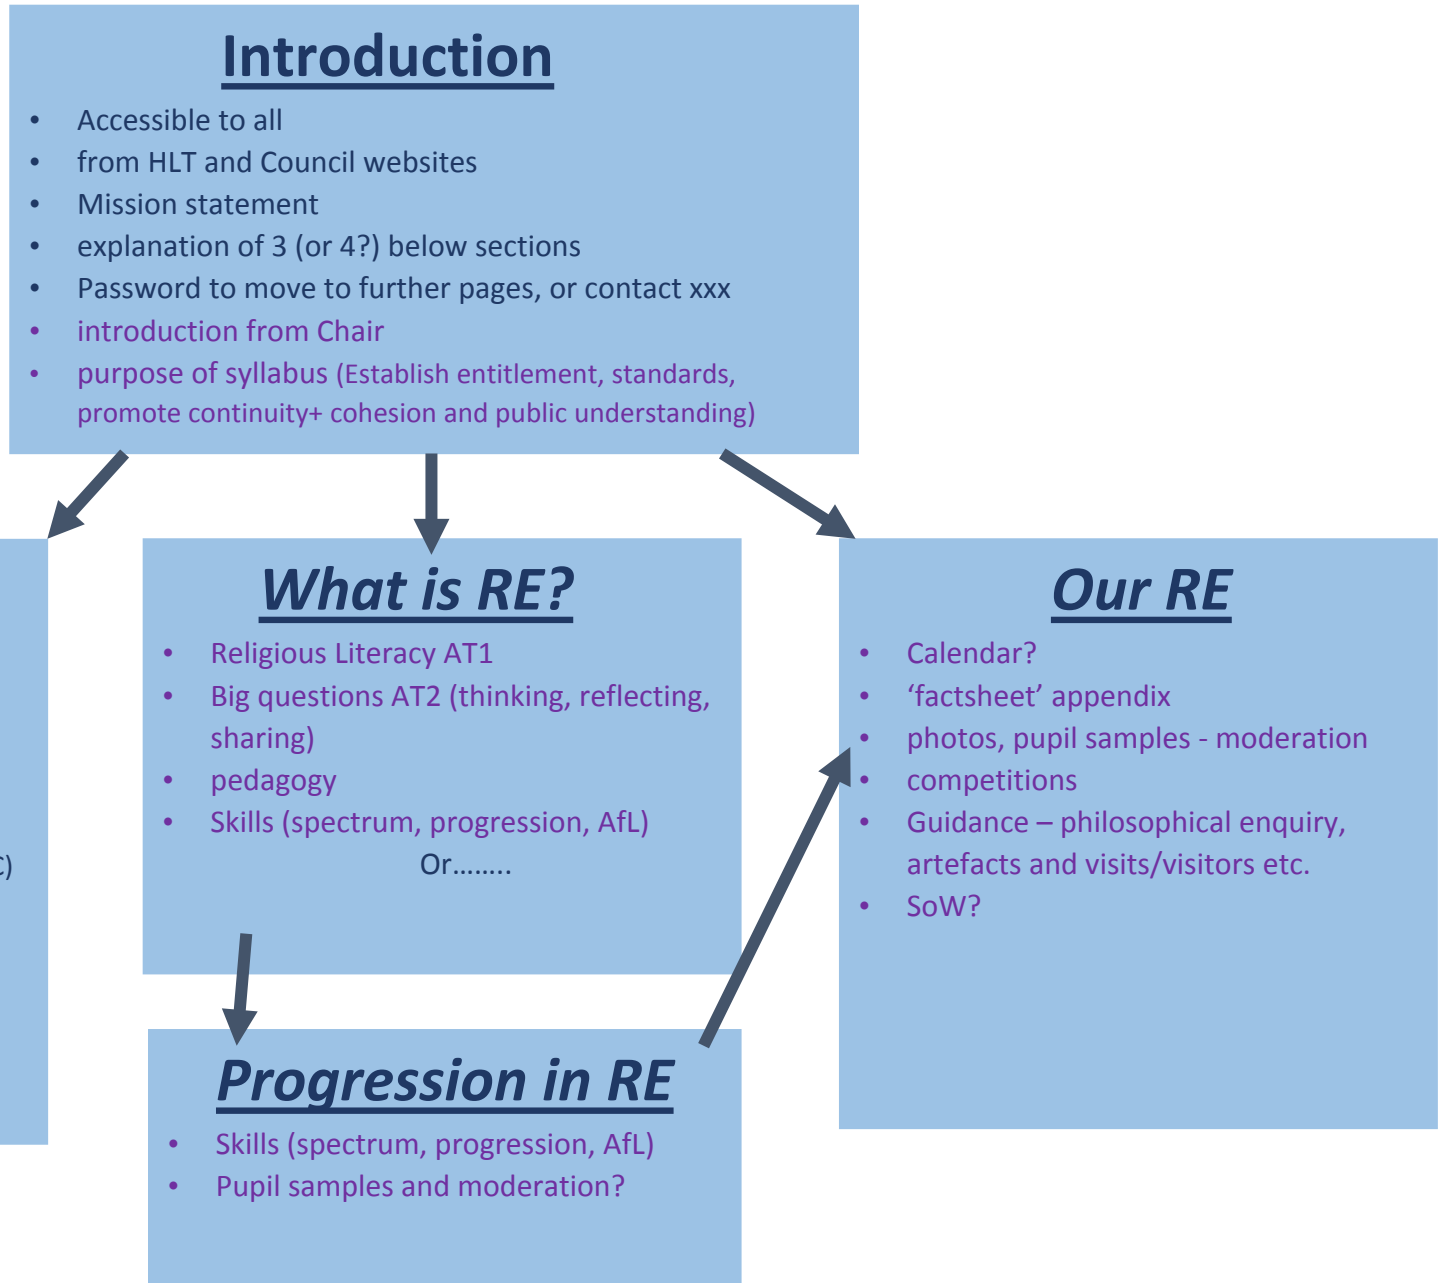 Introduction
• Accessible to all
• from HLT and Council websites
• Mission statement
• explanation of 3 (or 4?) below sections
• Password to move to further pages, or contact xxx
• introduction from Chair
• purpose of syllabus (Establish entitlement, standards,
promote continuity+ cohesion and public understanding)
What is RE?
• Religious Literacy AT1
• Big questions AT2 (thinking, reflecting,
sharing)
• pedagogy
• Skills (spectrum, progression, AfL)
Or........
Our RE
• Calendar?
• ‘factsheet’ appendix
• photos, pupil samples - moderation
• competitions
• Guidance – philosophical enquiry,
artefacts and visits/visitors etc.
• SoW?
Progression in RE
• Skills (spectrum, progression, AfL)
• Pupil samples and moderation?